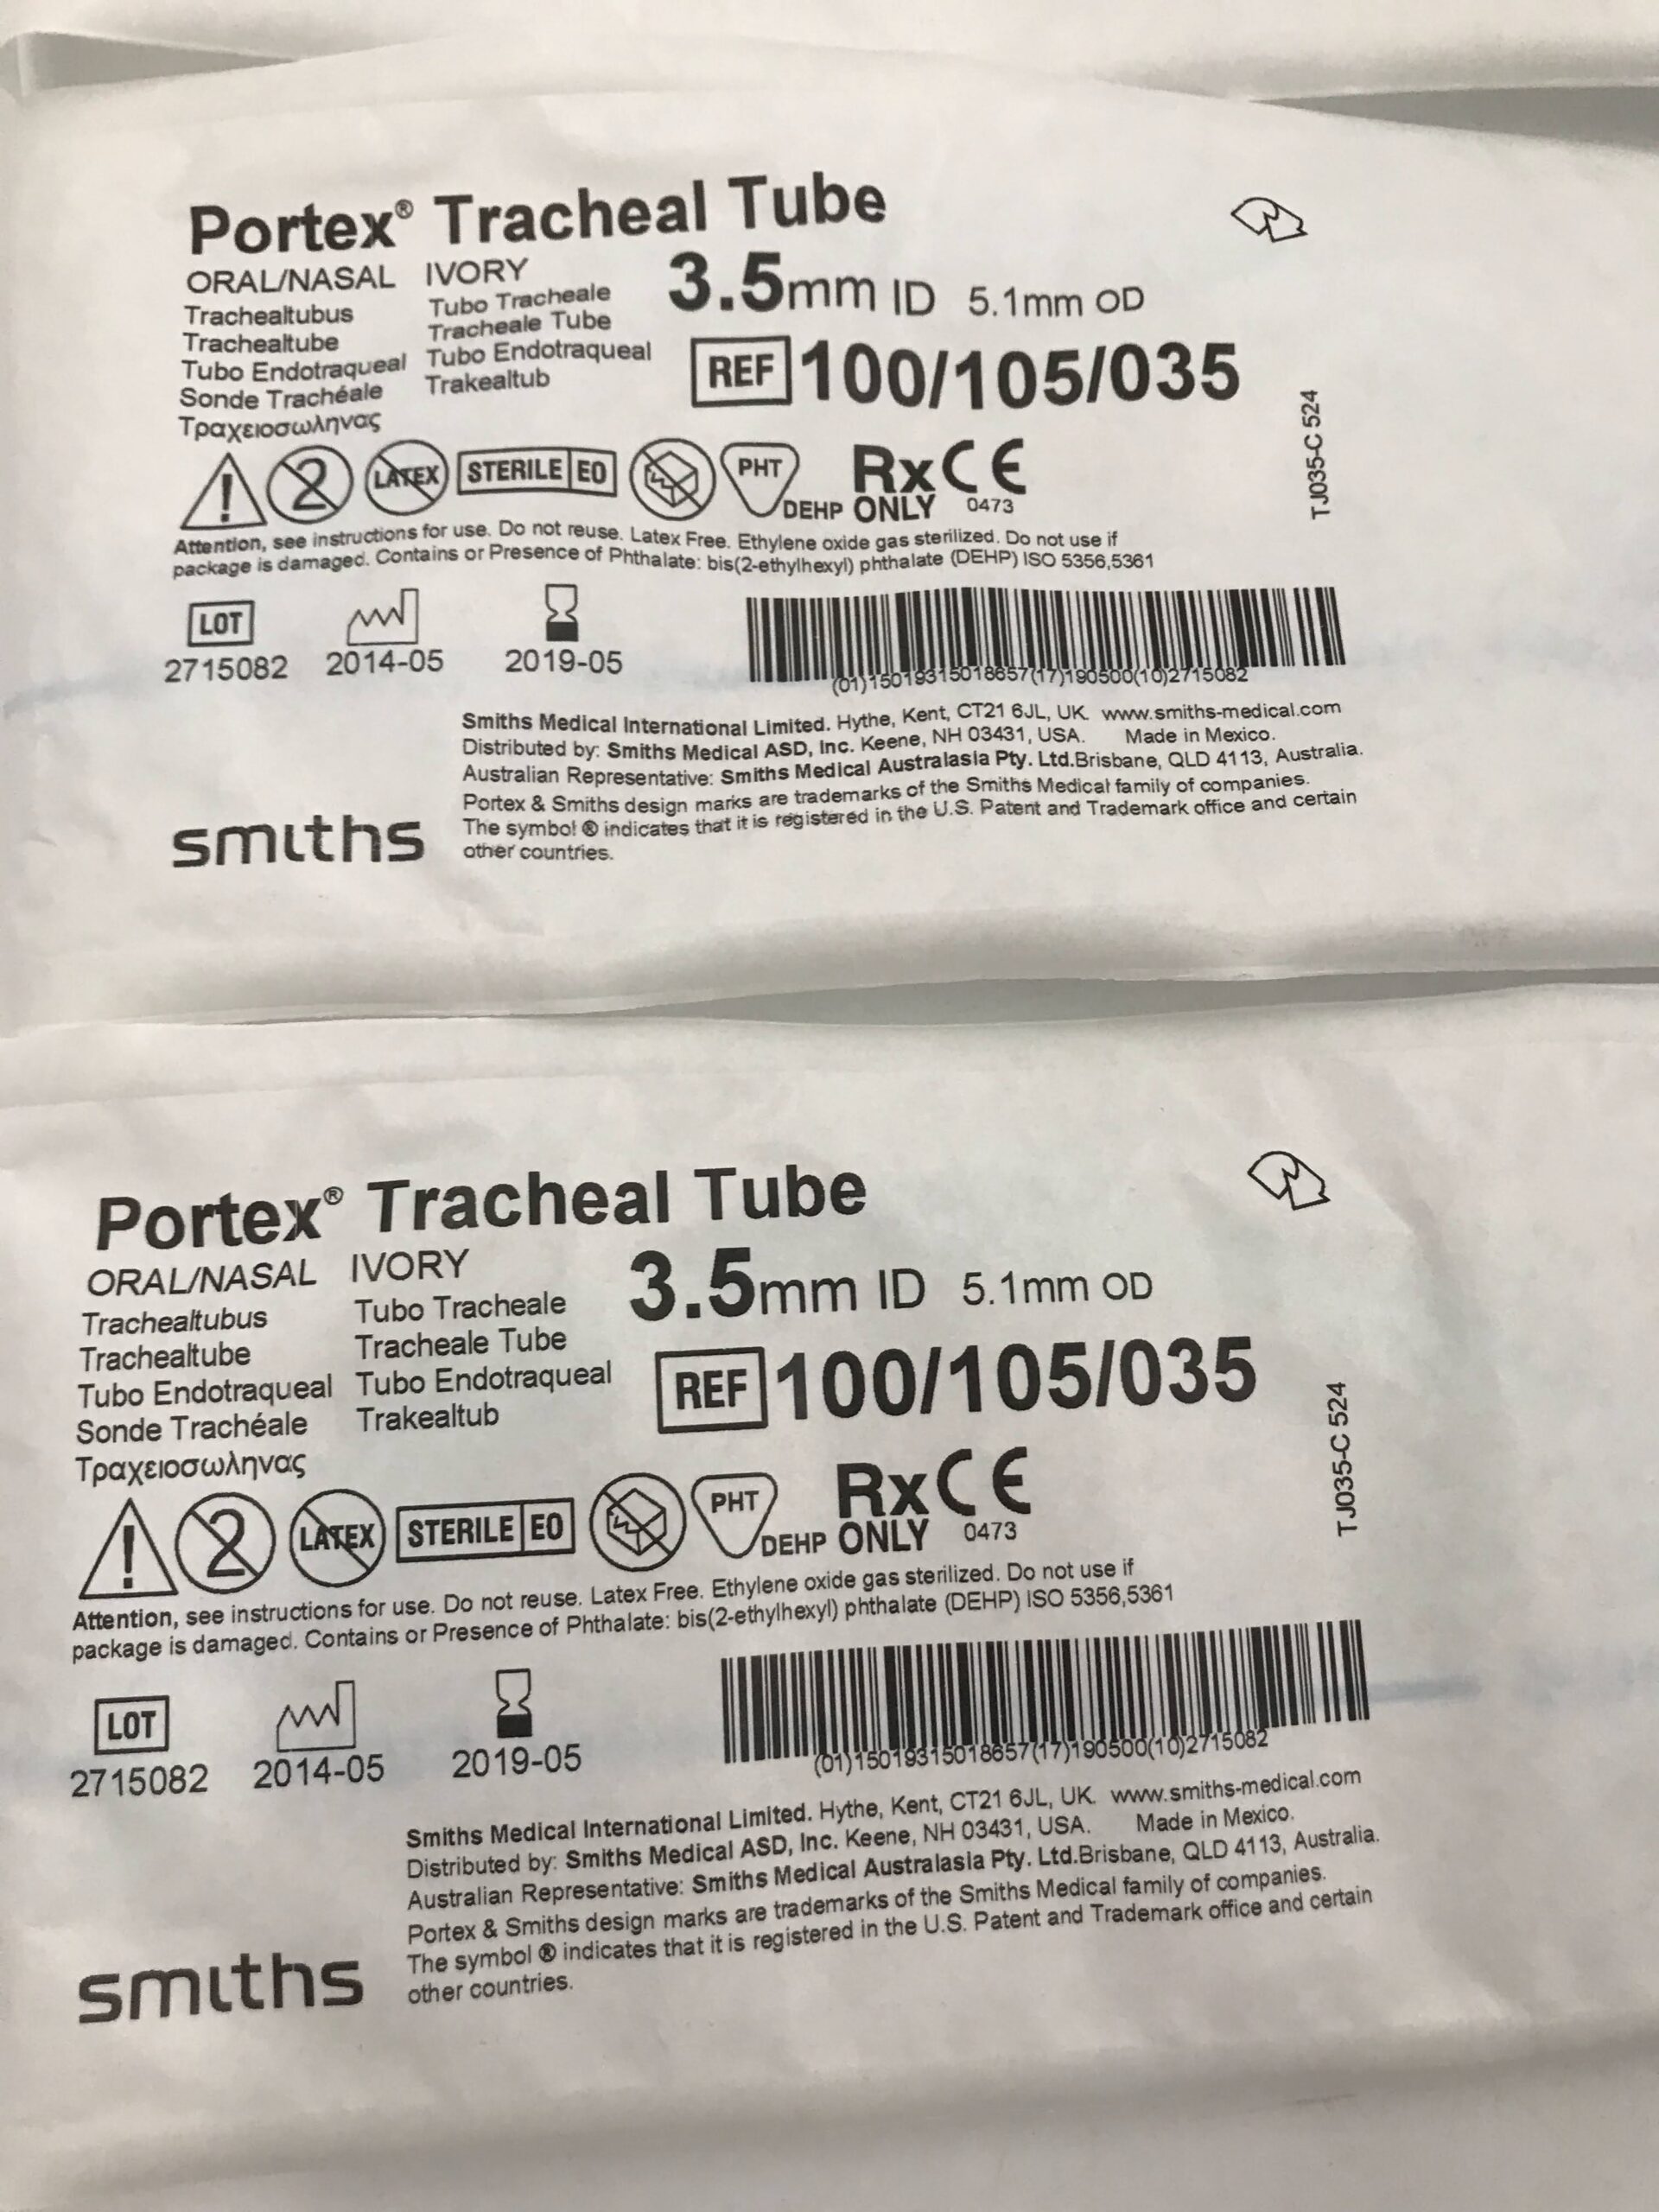 Portex® Tracheal Tube
ORAL/NASAL IVORY
3.5mm ID 5.1mm OD
Trachealtubus Tubo Tracheale
Trachealtube Tracheale Tube
Tubo Endotraqueal Tubo Endotraqueal
Sonde Trachéale Trakealtub
Τραχειοσωληνας
REF 100/105/035
TJ035-C 524
2 LATEX STERILE EO PHT DEHP Rx ONLY CE 0473
Attention, see instructions for use. Do not reuse. Latex Free. Ethylene oxide gas sterilized. Do not use if
package is damaged. Contains or Presence of Phthalate: bis(2-ethylhexyl) phthalate (DEHP) ISO 5356,5361
LOT
2715082 2014-05 2019-05
(01)15019315018657(17)190500(10)2715082
Smiths Medical International Limited. Hythe, Kent, CT21 6JL, UK. www.smiths-medical.com
Distributed by: Smiths Medical ASD, Inc. Keene, NH 03431, USA. Made in Mexico.
Australian Representative: Smiths Medical Australasia Pty. Ltd.Brisbane, QLD 4113, Australia.
Portex & Smiths design marks are trademarks of the Smiths Medical family of companies.
The symbol ® indicates that it is registered in the U.S. Patent and Trademark office and certain
other countries.
smiths
Portex® Tracheal Tube
ORAL/NASAL IVORY
3.5mm ID 5.1mm OD
Trachealtubus Tubo Tracheale
Trachealtube Tracheale Tube
Tubo Endotraqueal Tubo Endotraqueal
Sonde Trachéale Trakealtub
Τραχειοσωληνας
REF 100/105/035
TJ035-C 524
2 LATEX STERILE EO PHT DEHP Rx ONLY CE 0473
Attention, see instructions for use. Do not reuse. Latex Free. Ethylene oxide gas sterilized. Do not use if
package is damaged. Contains or Presence of Phthalate: bis(2-ethylhexyl) phthalate (DEHP) ISO 5356,5361
LOT
2715082 2014-05 2019-05
(01)15019315018657(17)190500(10)2715082
Smiths Medical International Limited. Hythe, Kent, CT21 6JL, UK. www.smiths-medical.com
Distributed by: Smiths Medical ASD, Inc. Keene, NH 03431, USA. Made in Mexico.
Australian Representative: Smiths Medical Australasia Pty. Ltd.Brisbane, QLD 4113, Australia.
Portex & Smiths design marks are trademarks of the Smiths Medical family of companies.
The symbol ® indicates that it is registered in the U.S. Patent and Trademark office and certain
other countries.
smiths